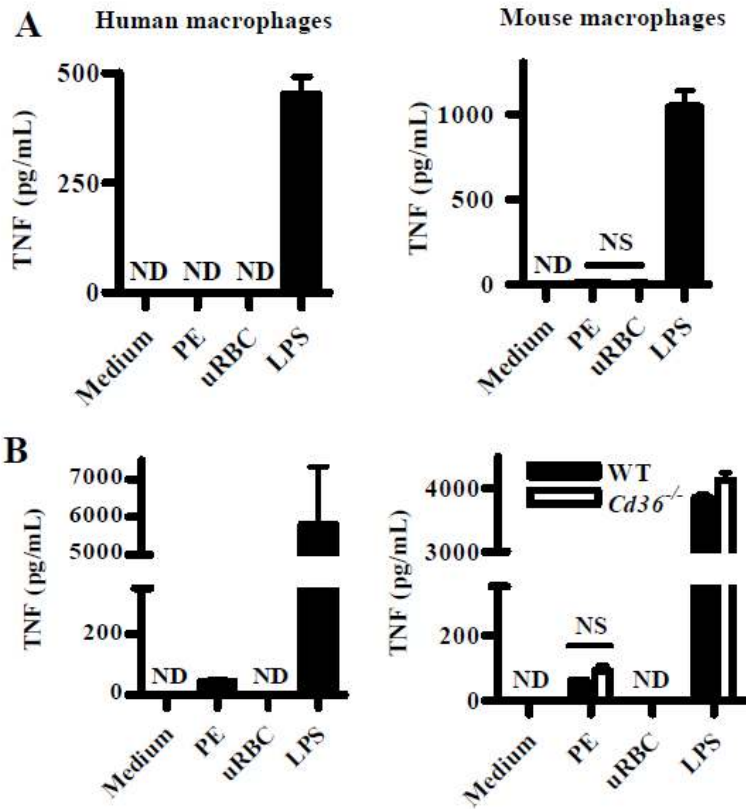 A
Human macrophages
Mouse macrophages
TNF (pg/mL)
500
250
0
ND
ND
ND
Medium
PE
uRBC
LPS
TNF (pg/mL)
1000
500
0
ND
NS
Medium
PE
uRBC
LPS
B
TNF (pg/mL)
7000
6000
5000
200
0
ND
ND
Medium
PE
uRBC
LPS
TNF (pg/mL)
4000
3000
200
0
WT
Cd36-/-
ND
NS
ND
Medium
PE
uRBC
LPS